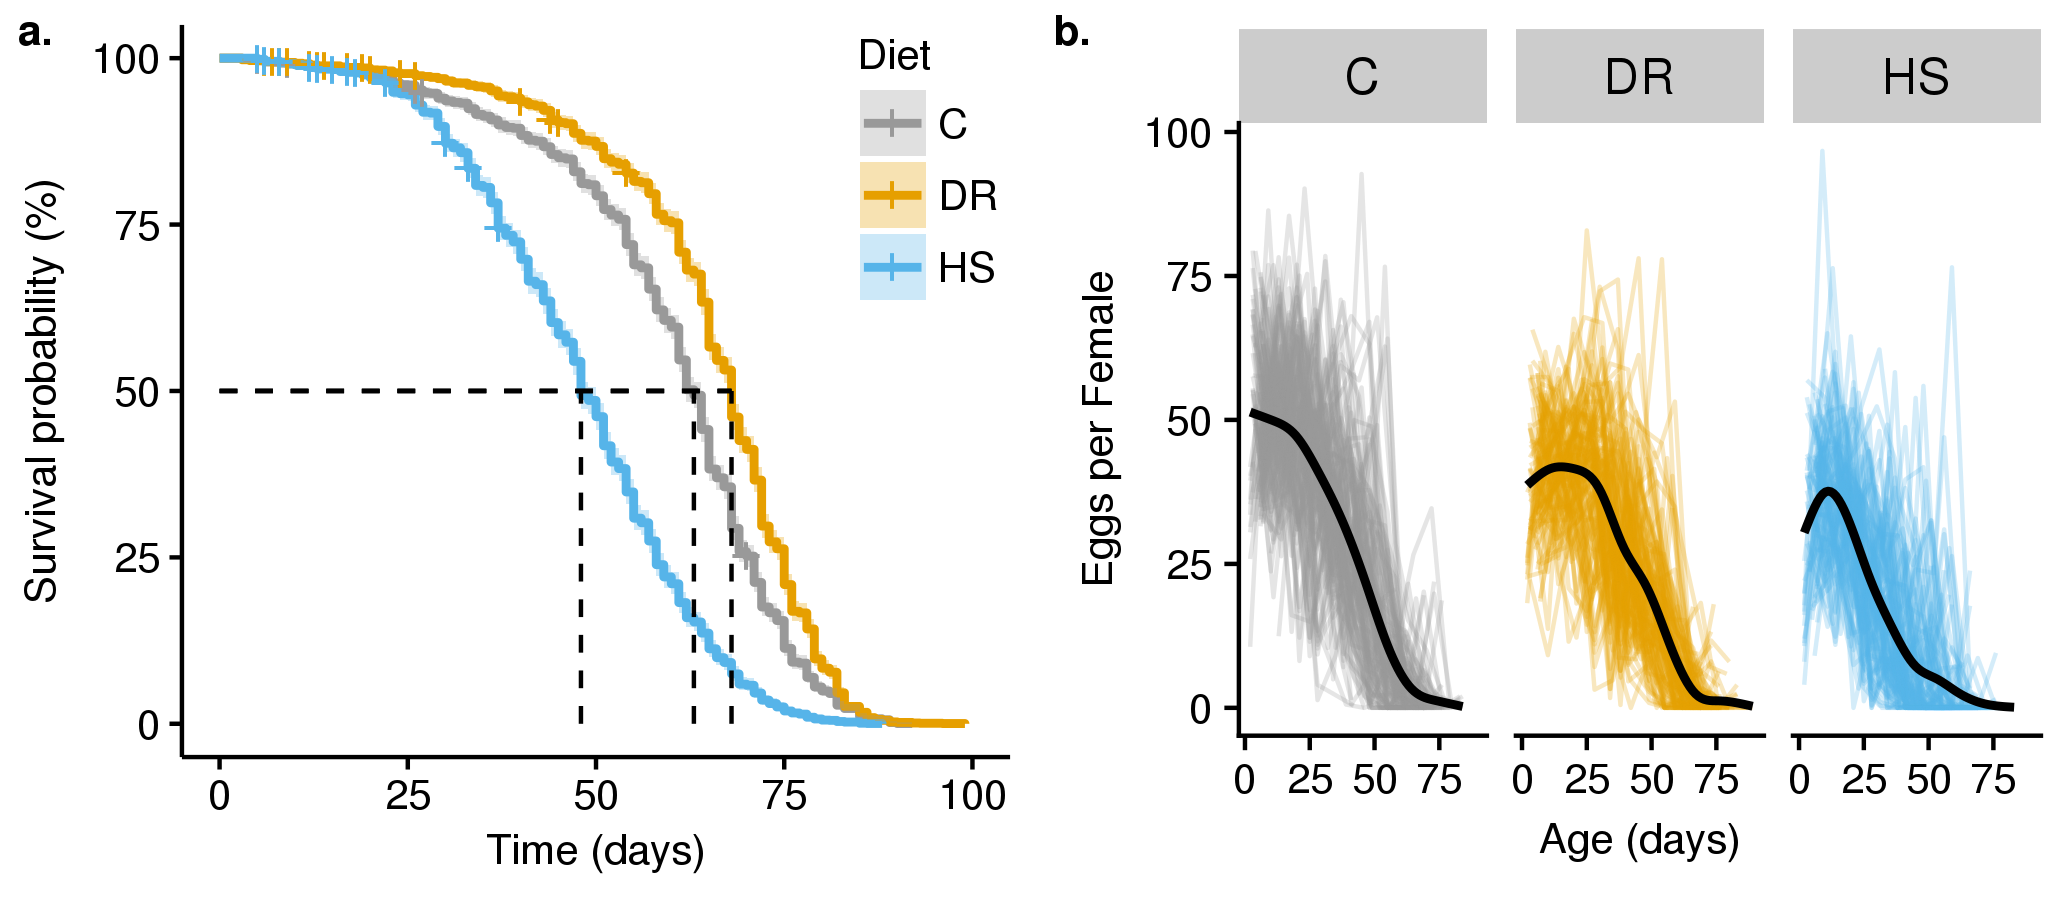 a.
Survival probability (%)
100
75
50
25
0
0 25 50 75 100
Time (days)
Diet
C
DR
HS
b.
C DR HS
Eggs per Female
100
75
50
25
0
0 25 50 75 0 25 50 75 0 25 50 75
Age (days)